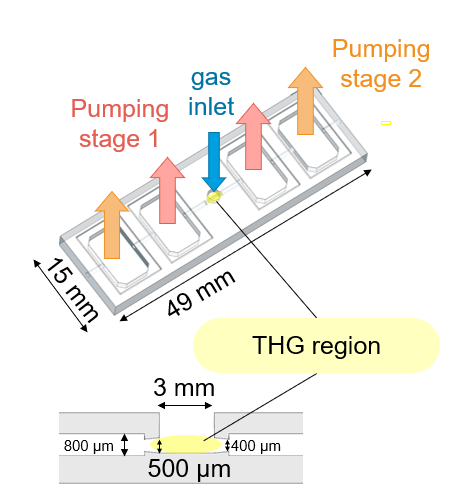 Pumping
stage 2
gas
inlet
Pumping
stage 1
15 mm
49 mm
THG region
3 mm
800 µm
400 µm
500 µm